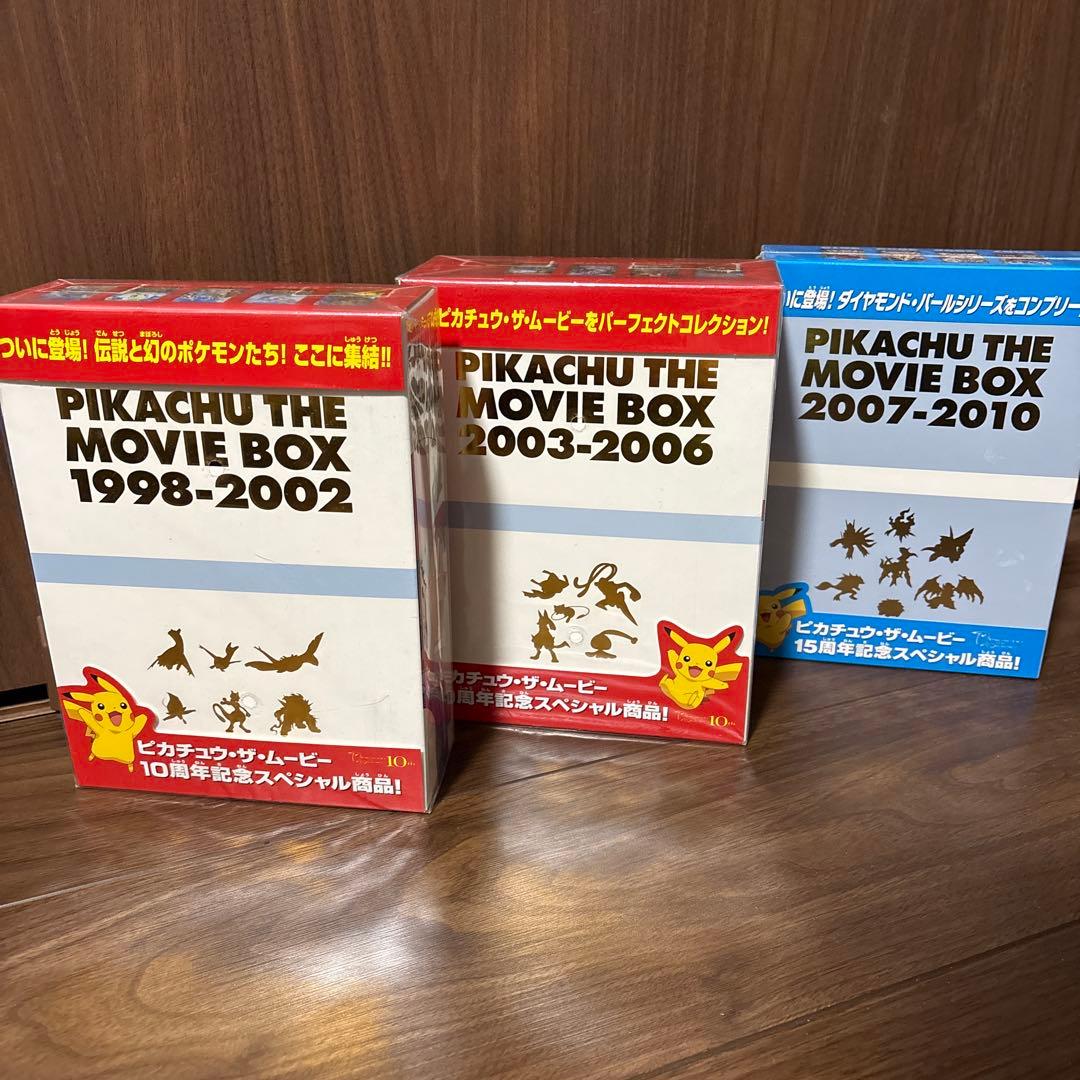 ついに登場! 伝説と幻のポケモンたち! ここに集結!!
PIKACHU THE
MOVIE BOX
1998-2002
ピカチュウ・ザ・ムービー
10周年記念スペシャル商品!
10th
ピカチュウ・ザ・ムービーをパーフェクトコレクション!
PIKACHU THE
MOVIE BOX
2003-2006
ピカチュウ・ザ・ムービー
周年記念スペシャル商品!
10th
いに登場! ダイヤモンド・パールシリーズをコンプリー
PIKACHU THE
MOVIE BOX
2007-2010
ピカチュウ・ザ・ムービー
15周年記念スペシャル商品!